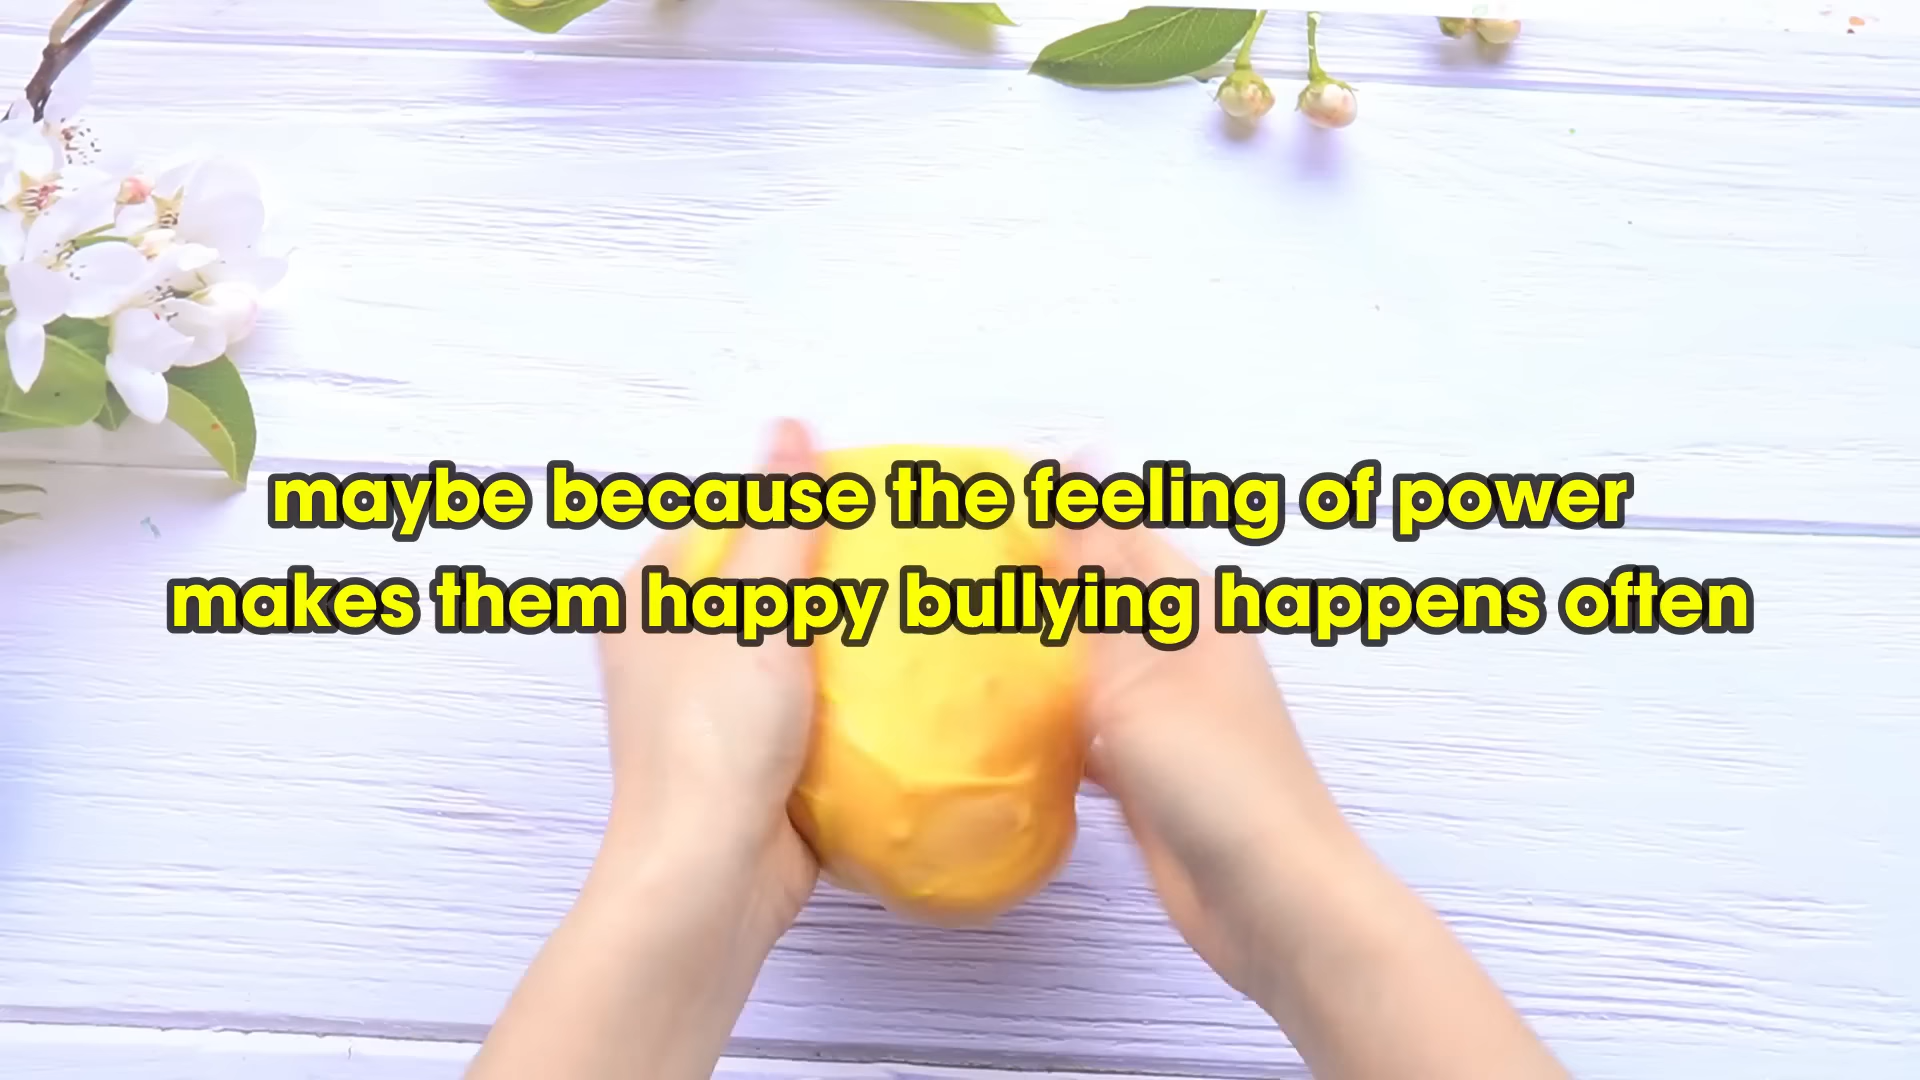 maybe because the feeling of power
makes them happy bullying happens often